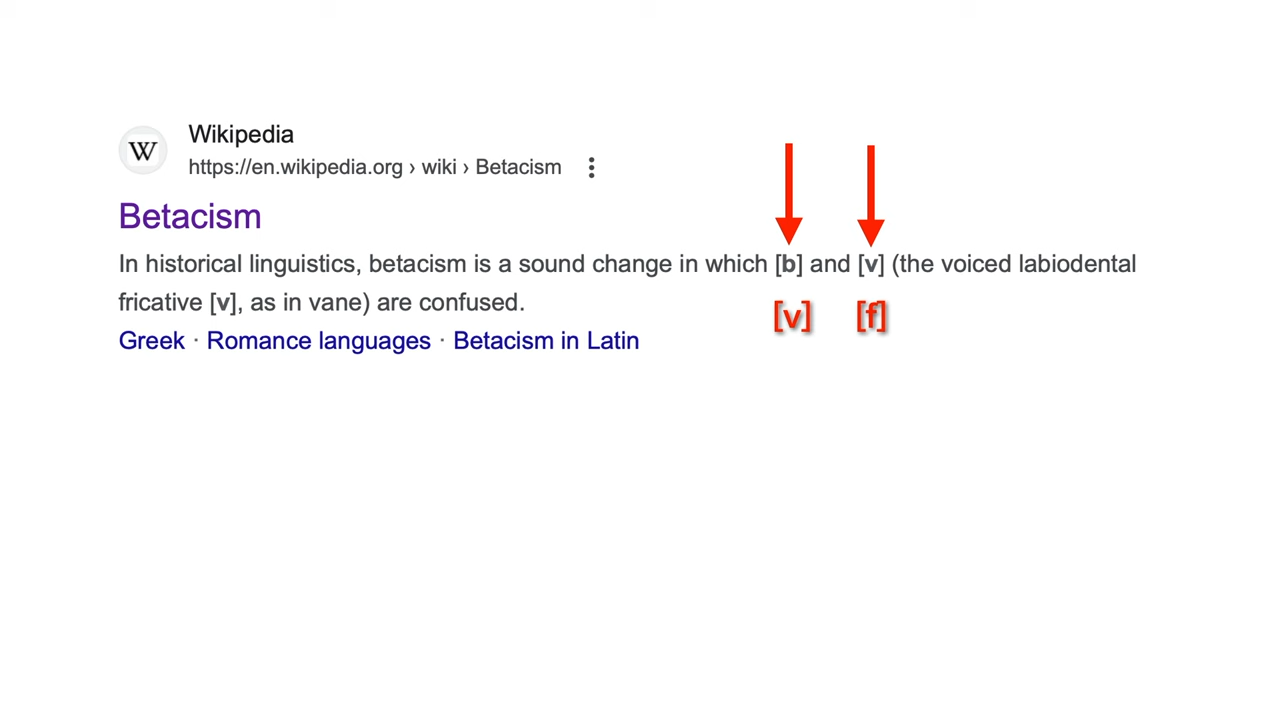 W
Wikipedia
https://en.wikipedia.org › wiki › Betacism
Betacism
In historical linguistics, betacism is a sound change in which [b] and [v] (the voiced labiodental
[v] [f]
fricative [v], as in vane) are confused.
Greek · Romance languages · Betacism in Latin